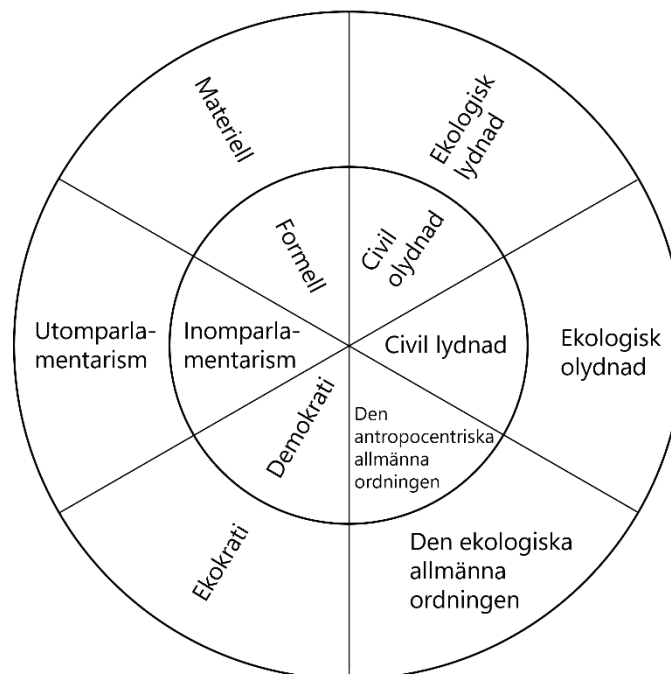 Materiell
Ekologisk
lydnad
Formell
Civil
olydnad
Utomparla-
mentarism
Inomparla-
mentarism
Civil lydnad
Ekologisk
olydnad
Demokrati
Den
antropocentriska
allmänna
ordningen
Ekokrati
Den ekologiska
allmänna
ordningen